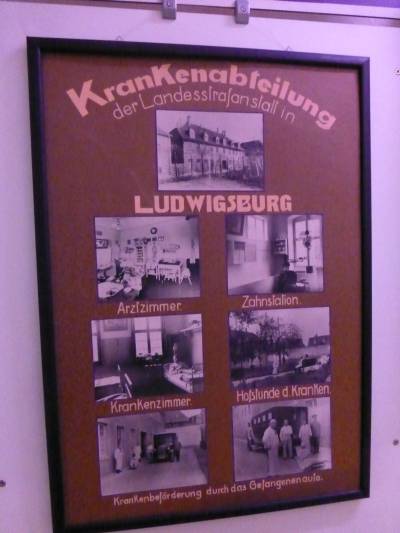 Krankenabteilung
der Landesstrafanstalt in
LUDWIGSBURG
Arztzimmer.
Zahnstation.
Krankenzimmer.
Hofstunde d. Kranken.
Krankenbeförderung durch das Gefangenenauto.